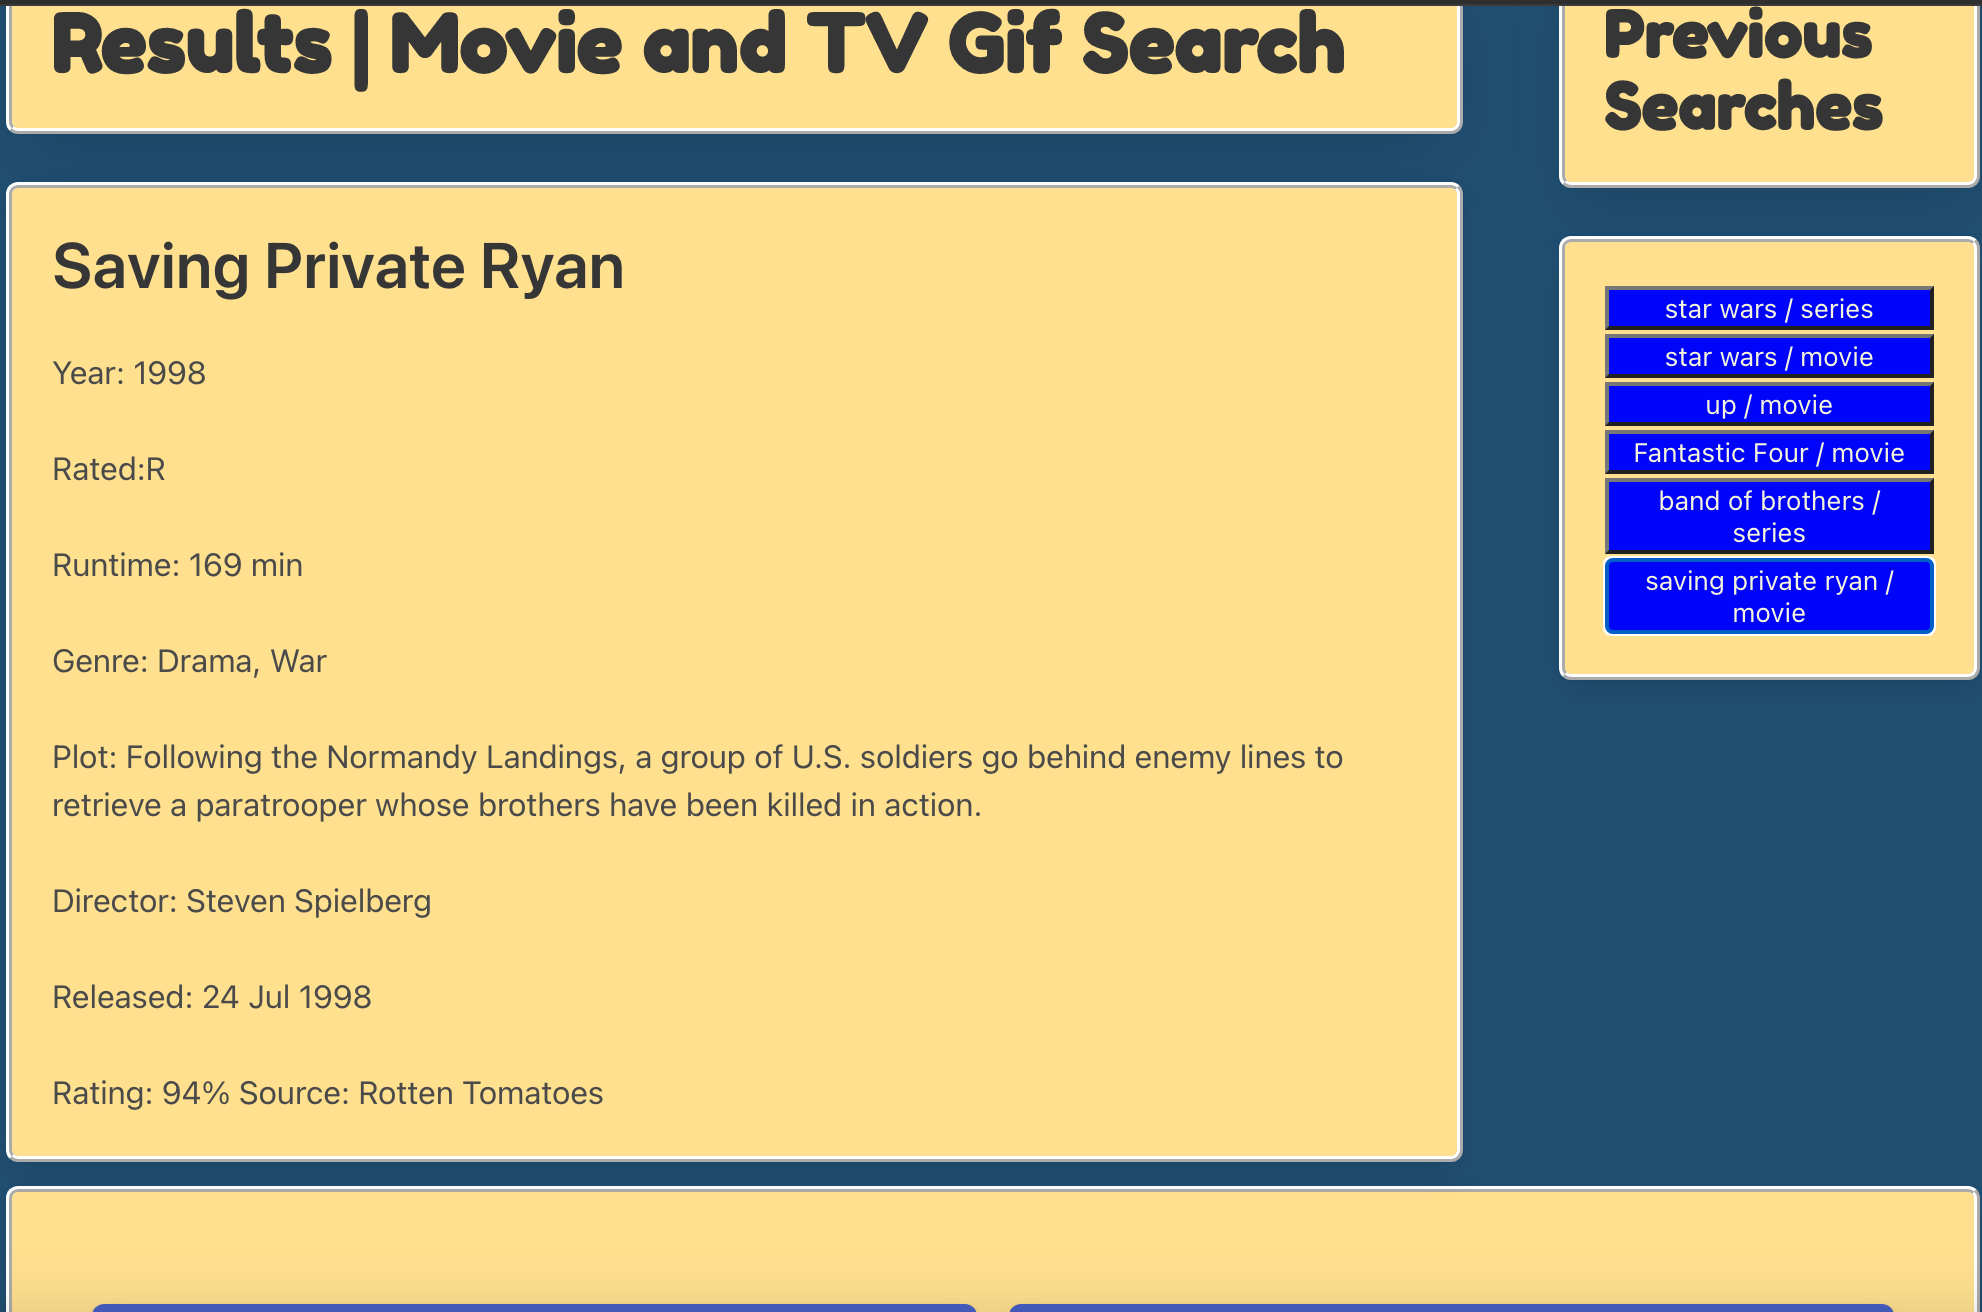 Results | Movie and TV Gif Search
Saving Private Ryan
Year: 1998
Rated:R
Runtime: 169 min
Genre: Drama, War
Plot: Following the Normandy Landings, a group of U.S. soldiers go behind enemy lines to
retrieve a paratrooper whose brothers have been killed in action.
Director: Steven Spielberg
Released: 24 Jul 1998
Rating: 94% Source: Rotten Tomatoes
Previous
Searches
star wars / series
star wars / movie
up / movie
Fantastic Four / movie
band of brothers /
series
saving private ryan /
movie